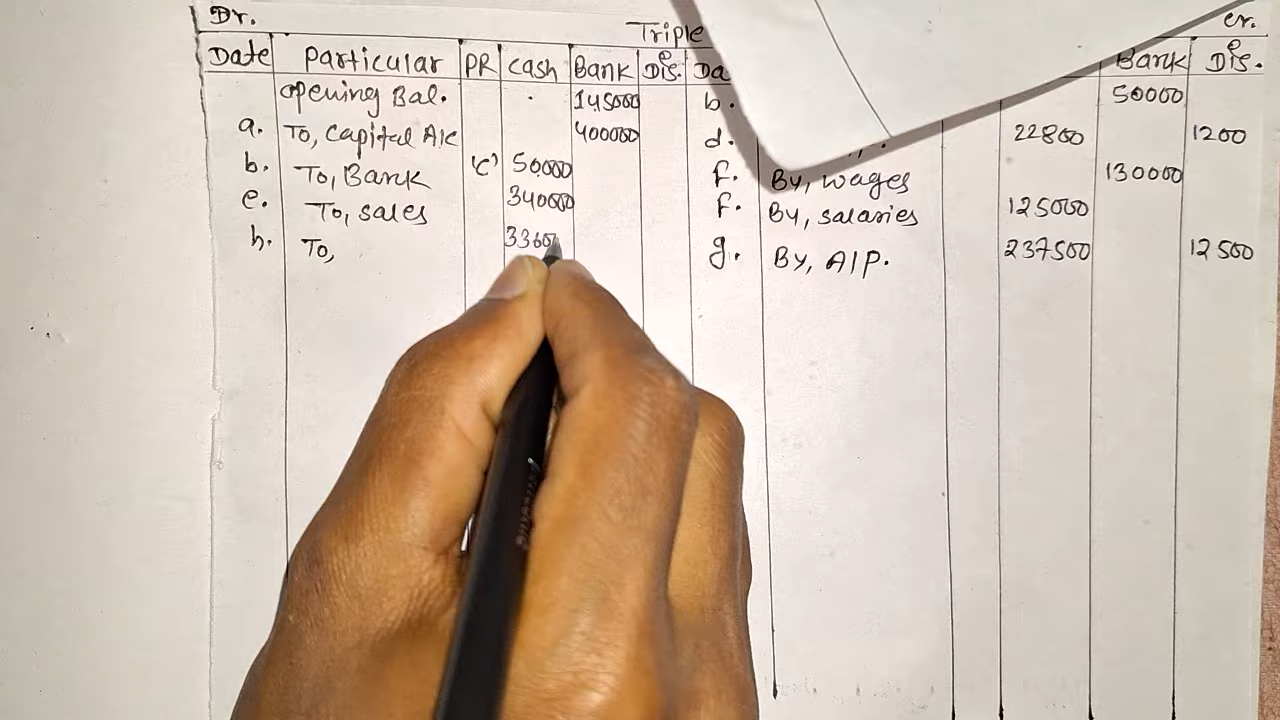 Dr. Triple Cr.
Date Particular PR Cash Bank Dis. Da Bank Dis.
Opening Bal. 145000 b. 50000
a. To, Capital A/c 400000 d. 22800 1200
b. To, Bank 'C' 50000 f. By, wages 130000
e. To, sales 340000 f. By, salaries 125000
h. To, g. By, A/P. 237500 12500